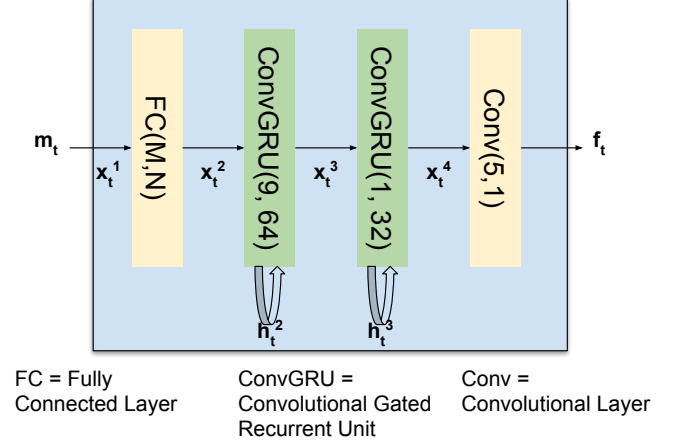 FC(M,N)
ConvGRU(9, 64)
ConvGRU(1, 32)
Conv(5,1)
m_t
x_t^1
x_t^2
x_t^3
x_t^4
f_t
h_t^2
h_t^3
FC = Fully
Connected Layer
ConvGRU =
Convolutional Gated
Recurrent Unit
Conv =
Convolutional Layer